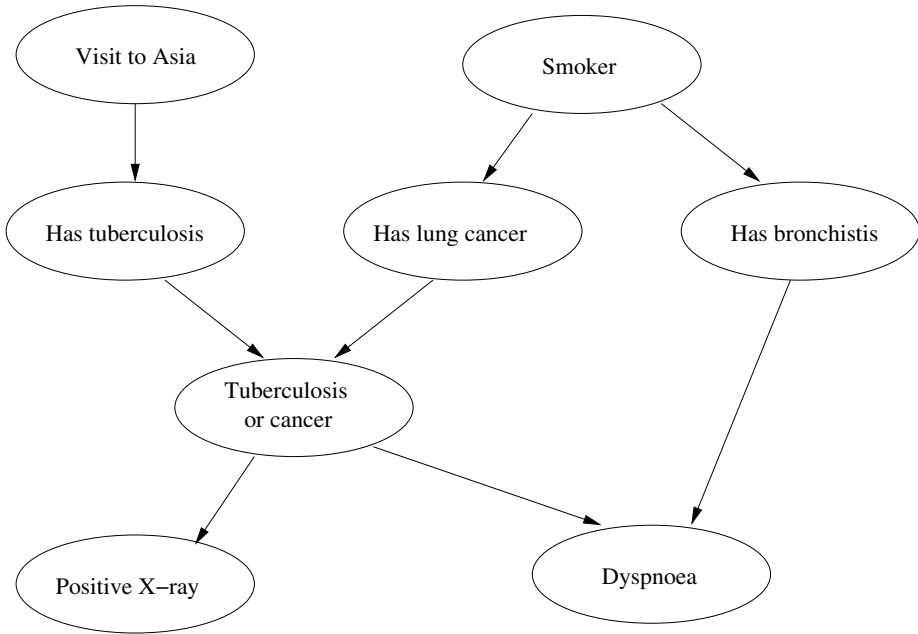 Visit to Asia
Smoker
Has tuberculosis
Has lung cancer
Has bronchistis
Tuberculosis
or cancer
Positive X−ray
Dyspnoea